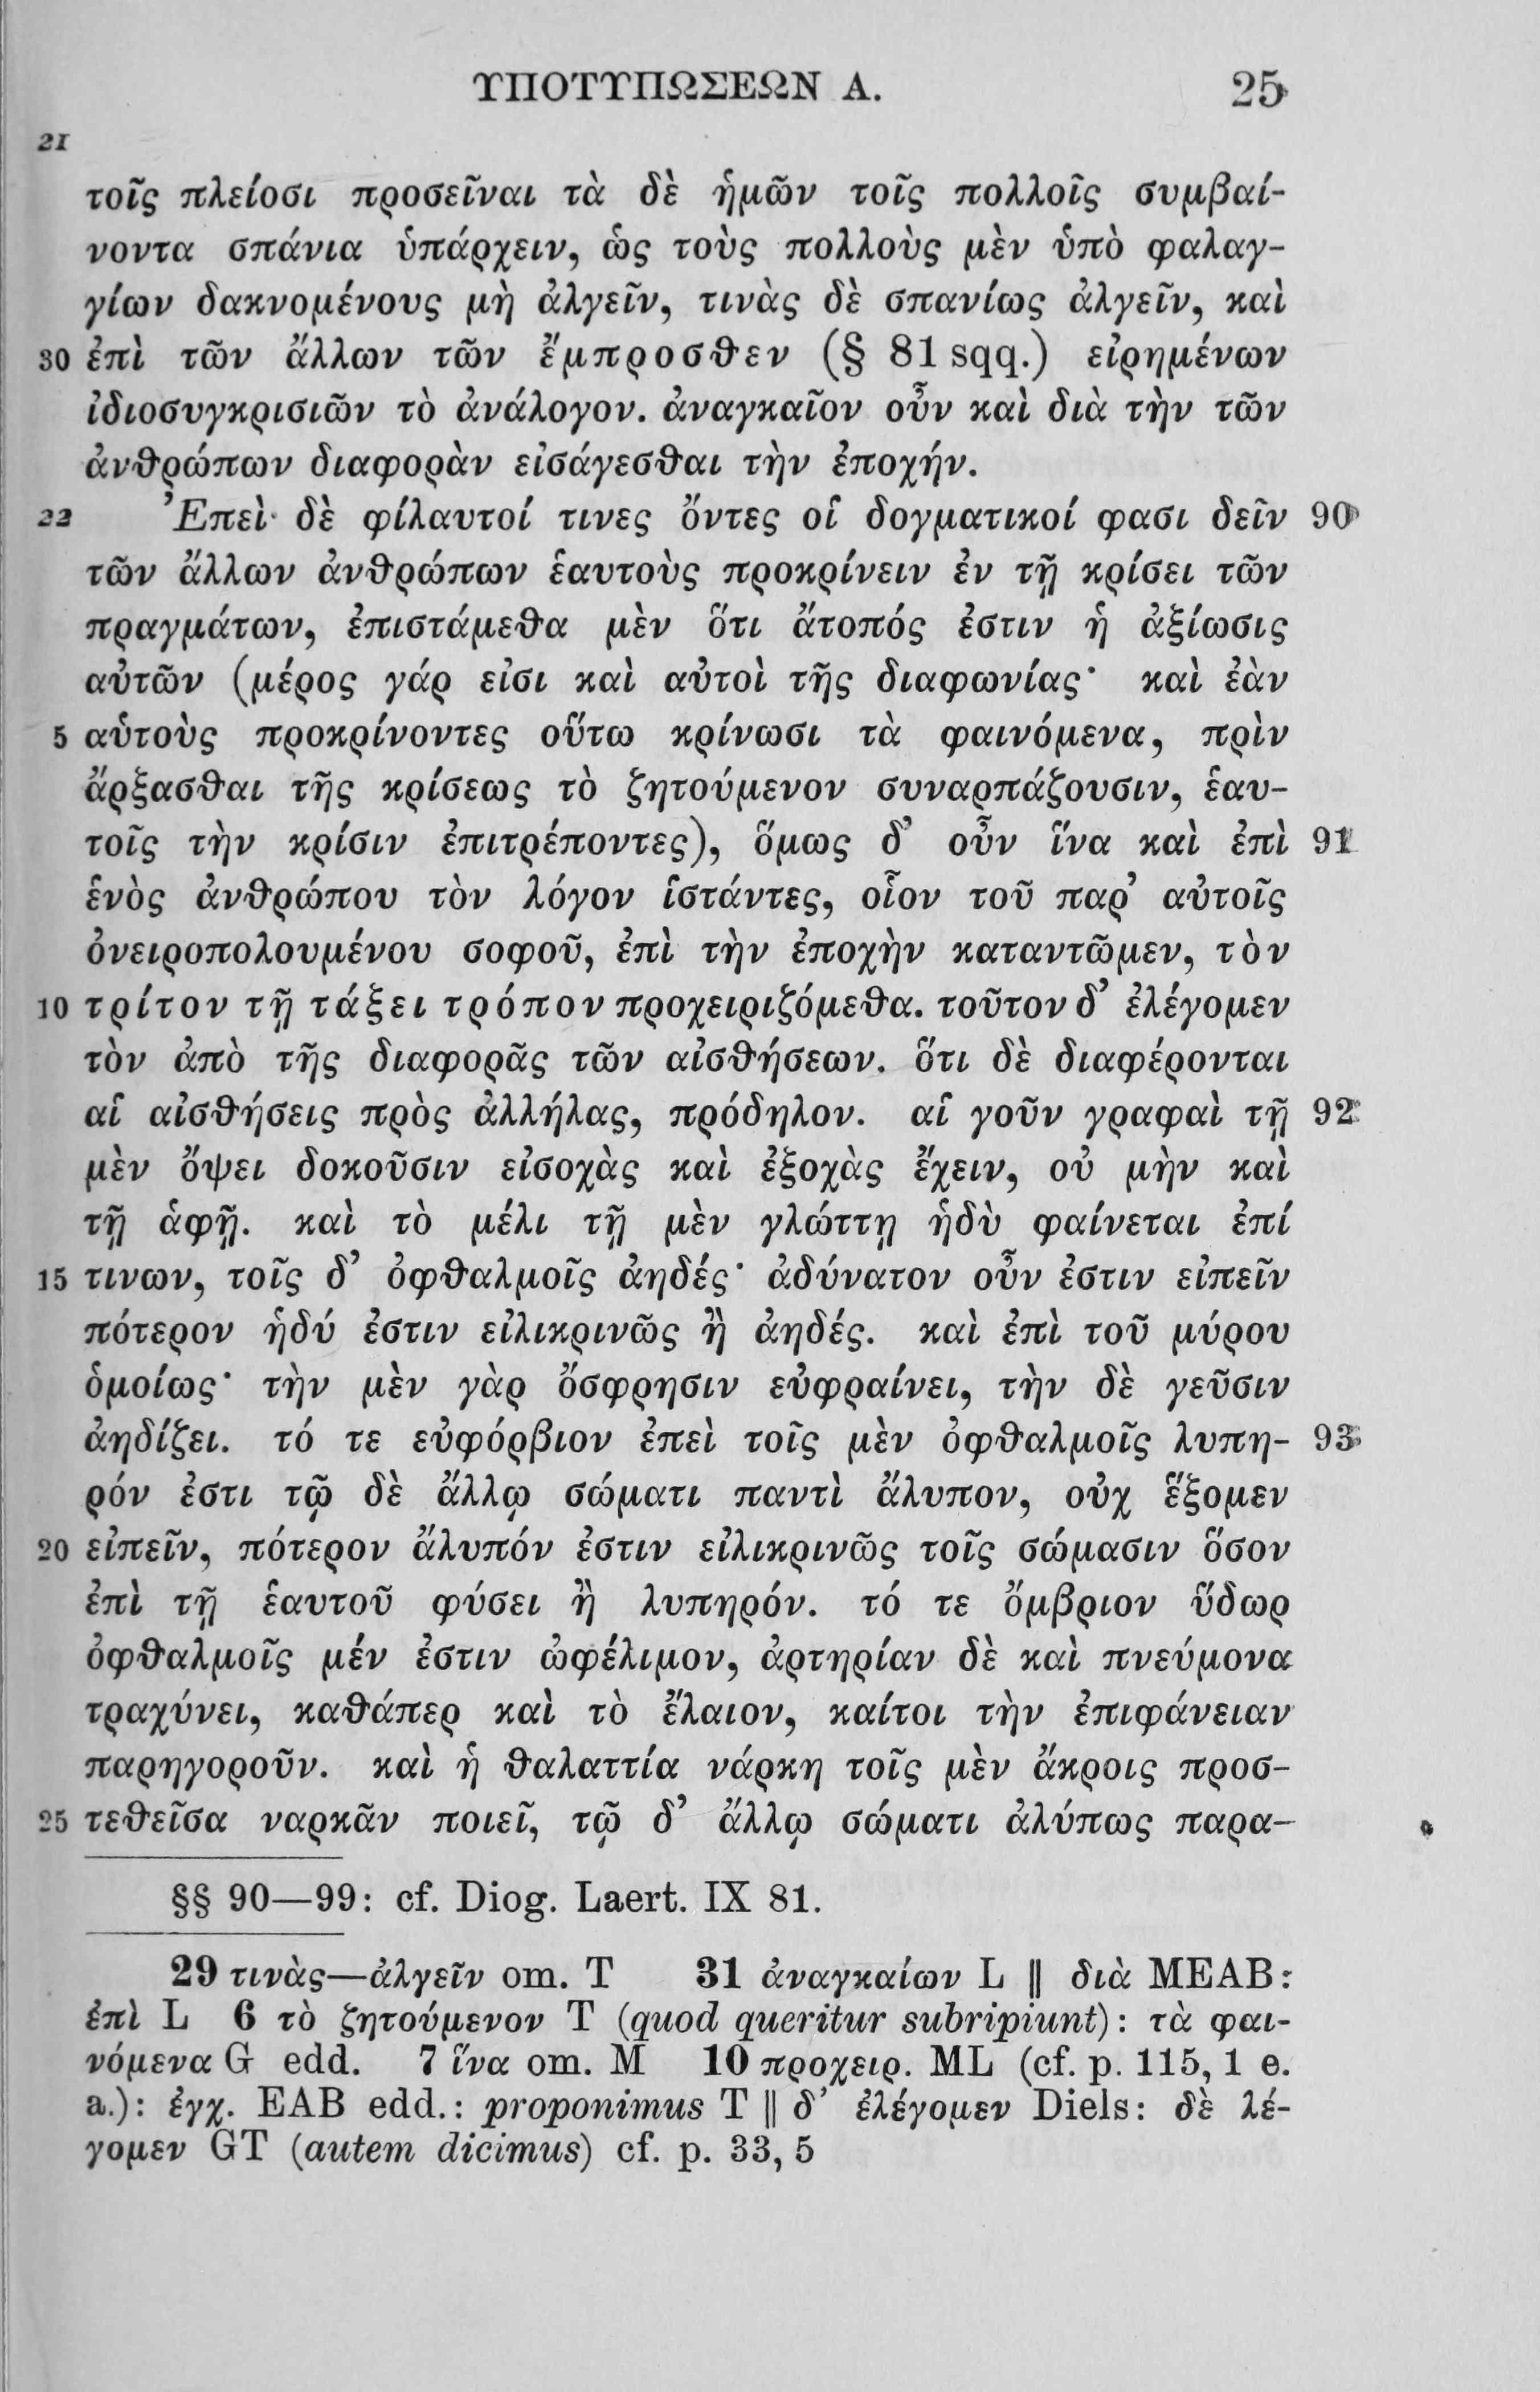 ΥΠΟΤΥΠΩΣΕΩΝ Α. 25
21
τοῖς πλείοσι προσεῖναι τὰ δὲ ἡμῶν τοῖς πολλοῖς συμβαί-
νοντα σπάνια ὑπάρχειν, ὡς τοὺς πολλοὺς μὲν ὑπὸ φαλαγ-
γίων δακνομένους μὴ ἀλγεῖν, τινὰς δὲ σπανίως ἀλγεῖν, καὶ
30 ἐπὶ τῶν ἄλλων τῶν ἔμπροσθεν (§ 81 sqq.) εἰρημένων
ἰδιοσυγκρισιῶν τὸ ἀνάλογον. ἀναγκαῖον οὖν καὶ διὰ τὴν τῶν
ἀνθρώπων διαφορὰν εἰσάγεσθαι τὴν ἐποχήν.
22 Ἐπεὶ δὲ φίλαυτοί τινες ὄντες οἱ δογματικοί φασι δεῖν 90
τῶν ἄλλων ἀνθρώπων ἑαυτοὺς προκρίνειν ἐν τῇ κρίσει τῶν
πραγμάτων, ἐπιστάμεθα μὲν ὅτι ἄτοπός ἐστιν ἡ ἀξίωσις
αὐτῶν (μέρος γάρ εἰσι καὶ αὐτοὶ τῆς διαφωνίας· καὶ ἐὰν
5 αὑτοὺς προκρίνοντες οὕτω κρίνωσι τὰ φαινόμενα, πρὶν
ἄρξασθαι τῆς κρίσεως τὸ ζητούμενον συναρπάζουσιν, ἑαυ-
τοῖς τὴν κρίσιν ἐπιτρέποντες), ὅμως δ’ οὖν ἵνα καὶ ἐπὶ 91
ἑνὸς ἀνθρώπου τὸν λόγον ἱστάντες, οἷον τοῦ παρ’ αὐτοῖς
ὀνειροπολουμένου σοφοῦ, ἐπὶ τὴν ἐποχὴν καταντῶμεν, τὸν
10 τρίτον τῇ τάξει τρόπον προχειριζόμεθα. τοῦτον δ’ ἐλέγομεν
τὸν ἀπὸ τῆς διαφορᾶς τῶν αἰσθήσεων. ὅτι δὲ διαφέρονται
αἱ αἰσθήσεις πρὸς ἀλλήλας, πρόδηλον. αἱ γοῦν γραφαὶ τῇ 92
μὲν ὄψει δοκοῦσιν εἰσοχὰς καὶ ἐξοχὰς ἔχειν, οὐ μὴν καὶ
τῇ ἁφῇ. καὶ τὸ μέλι τῇ μὲν γλώττῃ ἡδὺ φαίνεται ἐπί
15 τινων, τοῖς δ’ ὀφθαλμοῖς ἀηδές· ἀδύνατον οὖν ἐστιν εἰπεῖν
πότερον ἡδύ ἐστιν εἰλικρινῶς ἢ ἀηδές. καὶ ἐπὶ τοῦ μύρου
ὁμοίως· τὴν μὲν γὰρ ὄσφρησιν εὐφραίνει, τὴν δὲ γεῦσιν
ἀηδίζει. τό τε εὐφόρβιον ἐπεὶ τοῖς μὲν ὀφθαλμοῖς λυπη- 93
ρόν ἐστι τῷ δὲ ἄλλῳ σώματι παντὶ ἄλυπον, οὐχ ἕξομεν
20 εἰπεῖν, πότερον ἄλυπόν ἐστιν εἰλικρινῶς τοῖς σώμασιν ὅσον
ἐπὶ τῇ ἑαυτοῦ φύσει ἢ λυπηρόν. τό τε ὄμβριον ὕδωρ
ὀφθαλμοῖς μέν ἐστιν ὠφέλιμον, ἀρτηρίαν δὲ καὶ πνεύμονα
τραχύνει, καθάπερ καὶ τὸ ἔλαιον, καίτοι τὴν ἐπιφάνειαν
παρηγοροῦν. καὶ ἡ θαλαττία νάρκη τοῖς μὲν ἄκροις προσ-
25 τεθεῖσα ναρκᾶν ποιεῖ, τῷ δ’ ἄλλῳ σώματι ἀλύπως παρα-
§§ 90—99: cf. Diog. Laert. IX 81.
29 τινὰς—ἀλγεῖν om. T 31 ἀναγκαίων L || διὰ MEAB:
ἐπὶ L 6 τὸ ζητούμενον T (quod queritur subripiunt): τὰ φαι-
νόμενα G edd. 7 ἵνα om. M 10 προχειρ. ML (cf. p. 115, 1 e.
a.): ἐγχ. EAB edd.: proponimus T || δ’ ἐλέγομεν Diels: δὲ λέ-
γομεν GT (autem dicimus) cf. p. 33, 5